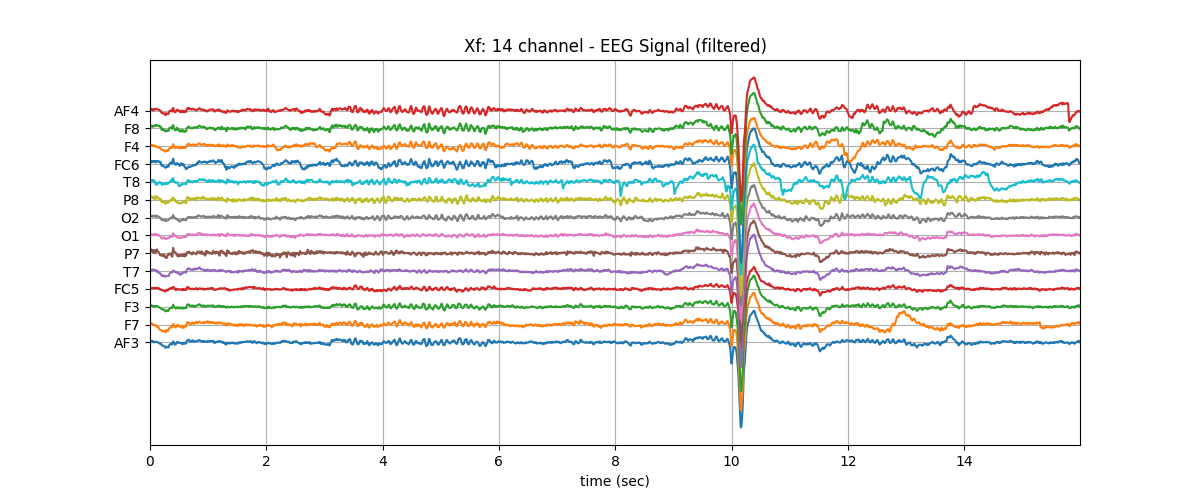 Xf: 14 channel - EEG Signal (filtered)
AF4
F8
F4
FC6
T8
P8
O2
O1
P7
T7
FC5
F3
F7
AF3
0 2 4 6 8 10 12 14
time (sec)